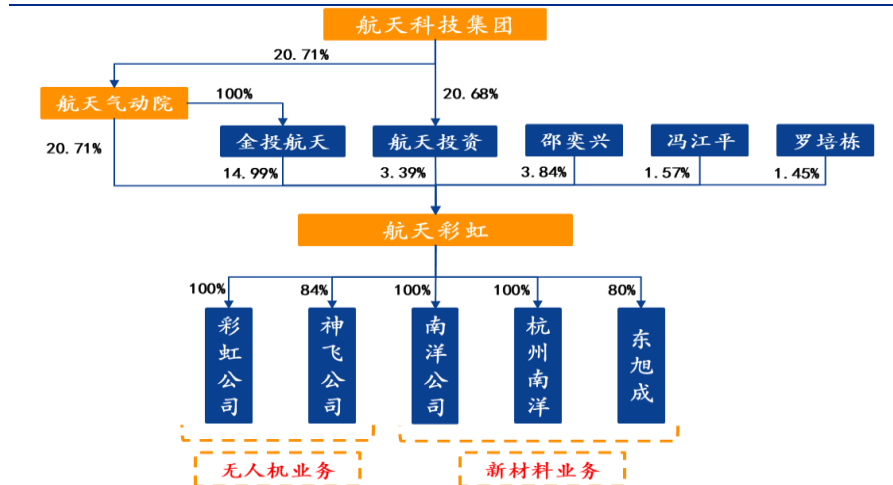 航天科技集团
20.71%
航天气动院
100%
20.68%
20.71%
金投航天
航天投资
邵奕兴
冯江平
罗培栋
14.99%
3.39%
3.84%
1.57%
1.45%
航天彩虹
100%
84%
100%
100%
80%
彩虹公司
神飞公司
南洋公司
杭州南洋
东旭成
无人机业务
新材料业务